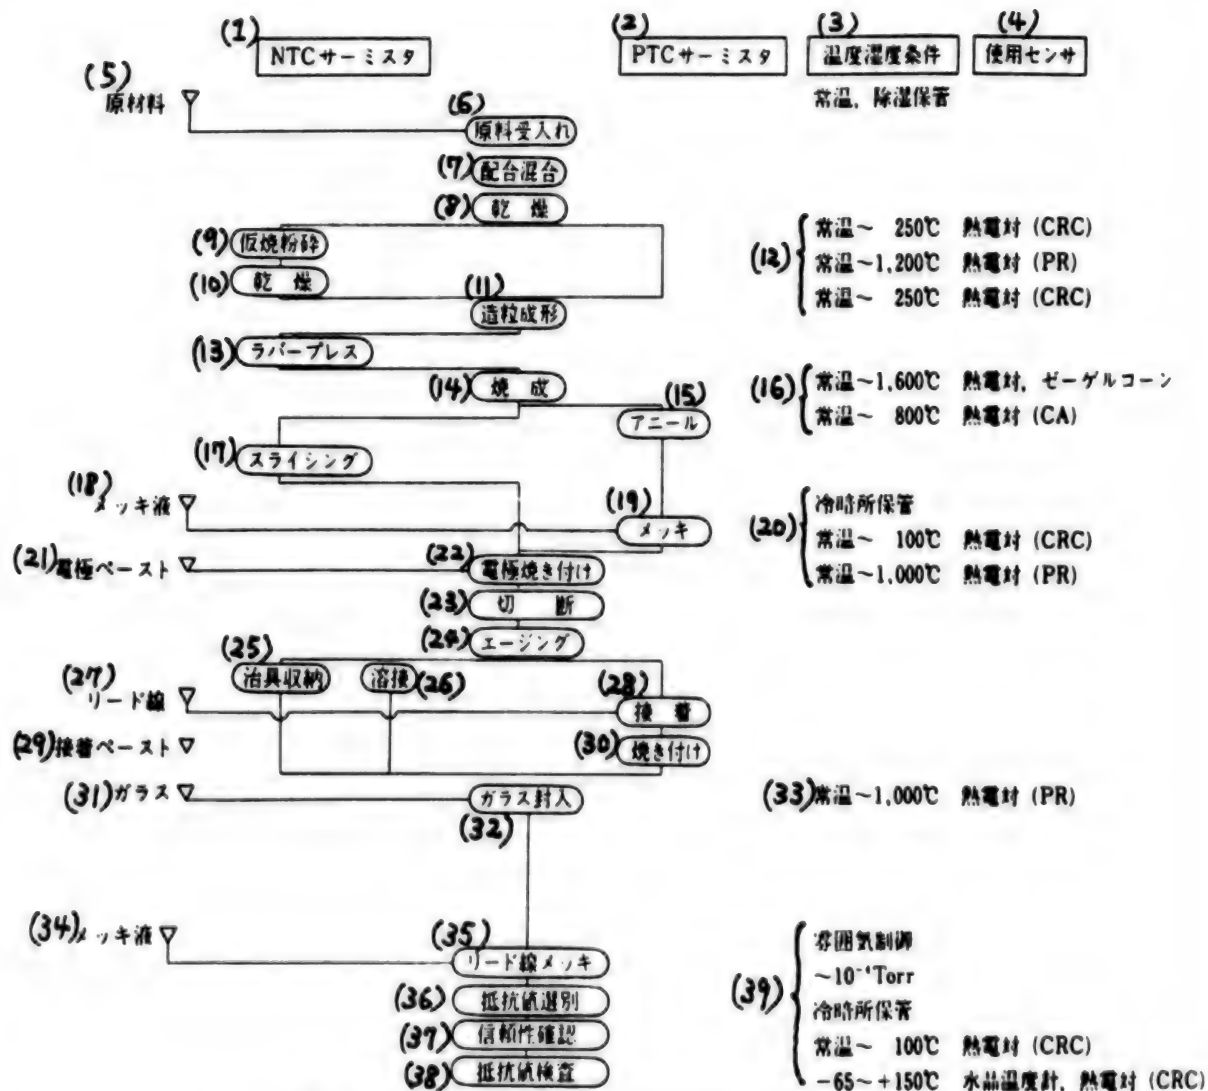 (1) NTCサーミスタ (2) PTCサーミスタ (3) 温度湿度条件 (4) 使用センサ
(5) 原材料 常温, 除湿保管
(6) 原料受入れ
(7) 配合混合
(8) 乾燥
(9) 仮焼粉砕
(10) 乾燥
(11) 造粒成形
(12) 常温～ 250℃ 熱電対 (CRC)
常温～1,200℃ 熱電対 (PR)
常温～ 250℃ 熱電対 (CRC)
(13) ラバープレス
(14) 焼成
(15) アニール
(16) 常温～1,600℃ 熱電対, ゼーゲルコーン
常温～ 800℃ 熱電対 (CA)
(17) スライシング
(18) メッキ液
(19) メッキ
(20) 冷暗所保管
常温～ 100℃ 熱電対 (CRC)
常温～1,000℃ 熱電対 (PR)
(21) 電極ペースト
(22) 電極焼き付け
(23) 切断
(24) エージング
(25) 治具収納
溶接 (26)
(27) リード線
(28) 接着
(29) 接着ペースト
(30) 焼き付け
(31) ガラス
ガラス封入
(32)
(33) 常温～1,000℃ 熱電対 (PR)
(34) メッキ液
(35) リード線メッキ
(36) 抵抗値選別
(37) 信頼性確認
(38) 抵抗値検査
(39) 雰囲気制御
～10⁻⁴Torr
冷暗所保管
常温～ 100℃ 熱電対 (CRC)
−65～+150℃ 水晶温度計, 熱電対 (CRC)